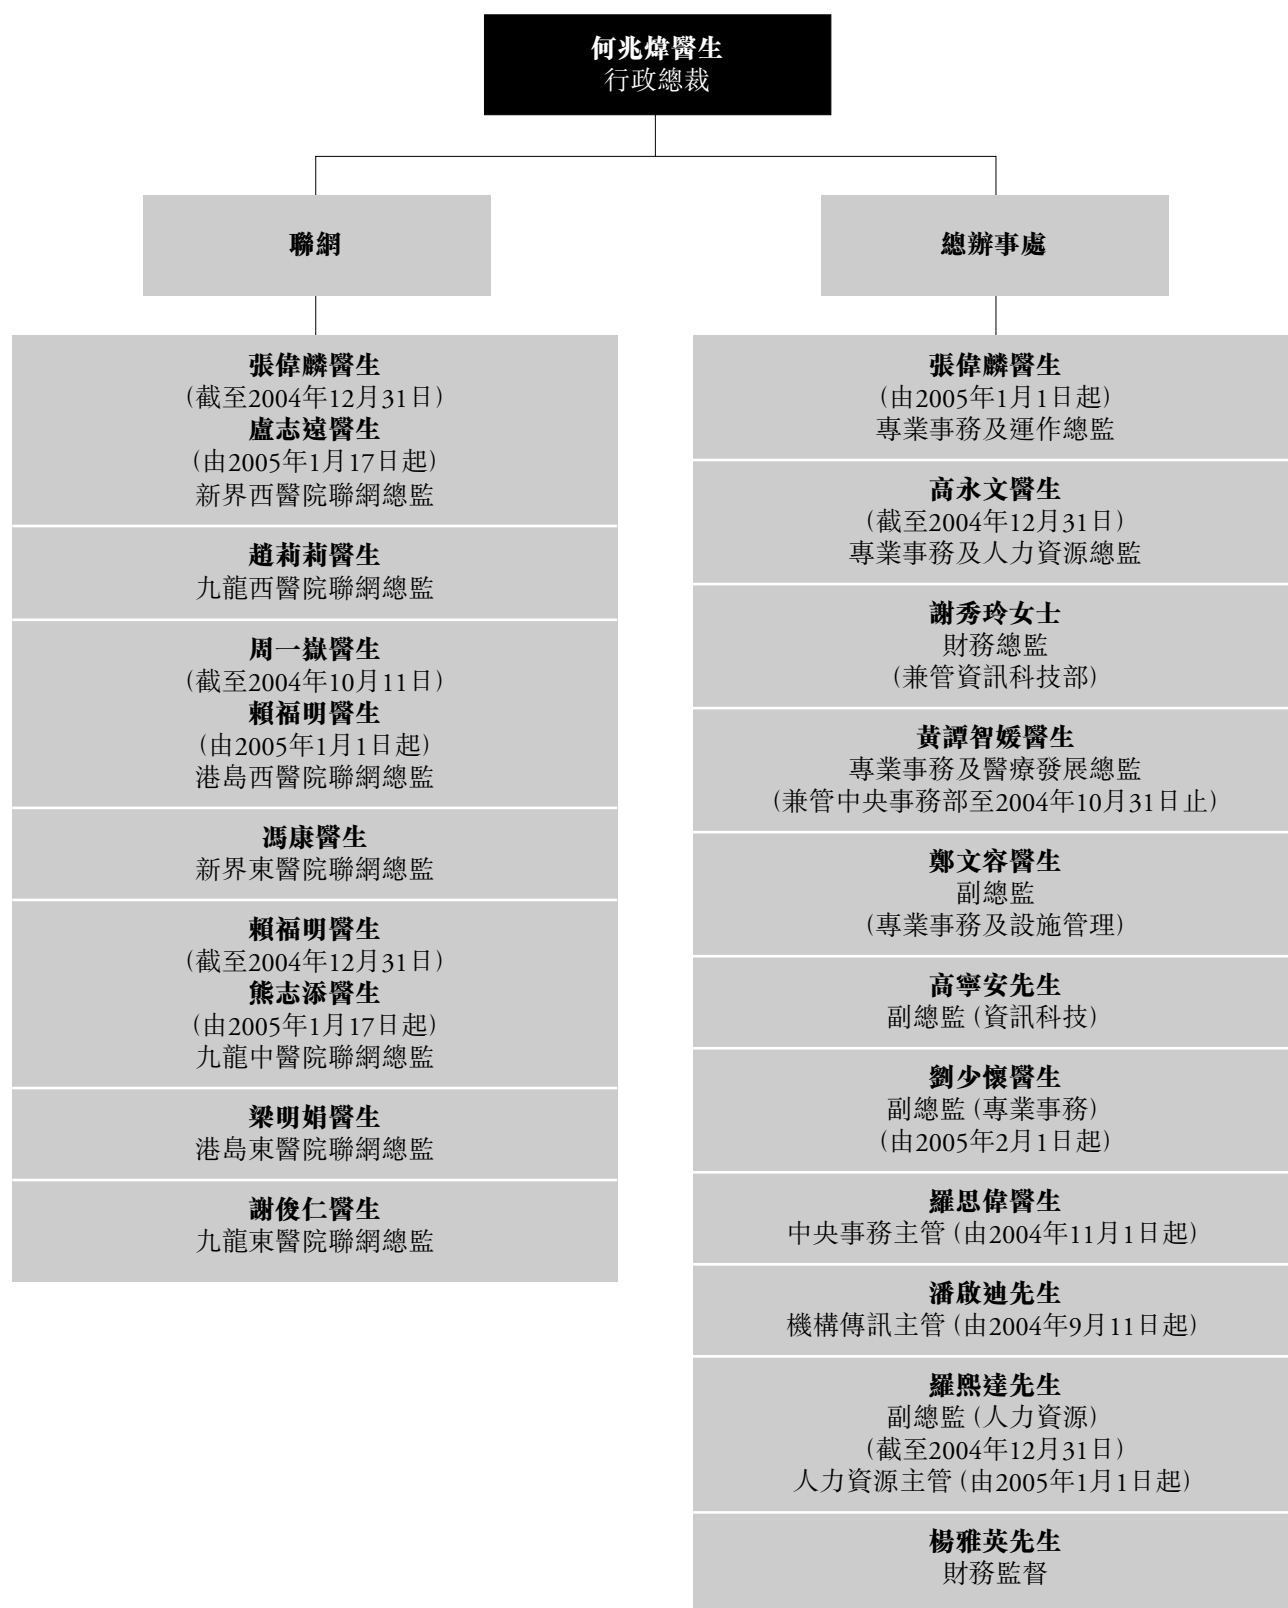 何兆煒醫生
行政總裁
聯網
張偉麟醫生
(截至2004年12月31日)
盧志遠醫生
(由2005年1月17日起)
新界西醫院聯網總監
趙莉莉醫生
九龍西醫院聯網總監
周一嶽醫生
(截至2004年10月11日)
賴福明醫生
(由2005年1月1日起)
港島西醫院聯網總監
馮康醫生
新界東醫院聯網總監
賴福明醫生
(截至2004年12月31日)
熊志添醫生
(由2005年1月17日起)
九龍中醫院聯網總監
梁明娟醫生
港島東醫院聯網總監
謝俊仁醫生
九龍東醫院聯網總監
總辦事處
張偉麟醫生
(由2005年1月1日起)
專業事務及運作總監
高永文醫生
(截至2004年12月31日)
專業事務及人力資源總監
謝秀玲女士
財務總監
(兼管資訊科技部)
黃譚智媛醫生
專業事務及醫療發展總監
(兼管中央事務部至2004年10月31日止)
鄭文容醫生
副總監
(專業事務及設施管理)
高寧安先生
副總監 (資訊科技)
劉少懷醫生
副總監 (專業事務)
(由2005年2月1日起)
羅思偉醫生
中央事務主管 (由2004年11月1日起)
潘啟迪先生
機構傳訊主管 (由2004年9月11日起)
羅熙達先生
副總監 (人力資源)
(截至2004年12月31日)
人力資源主管 (由2005年1月1日起)
楊雅英先生
財務監督